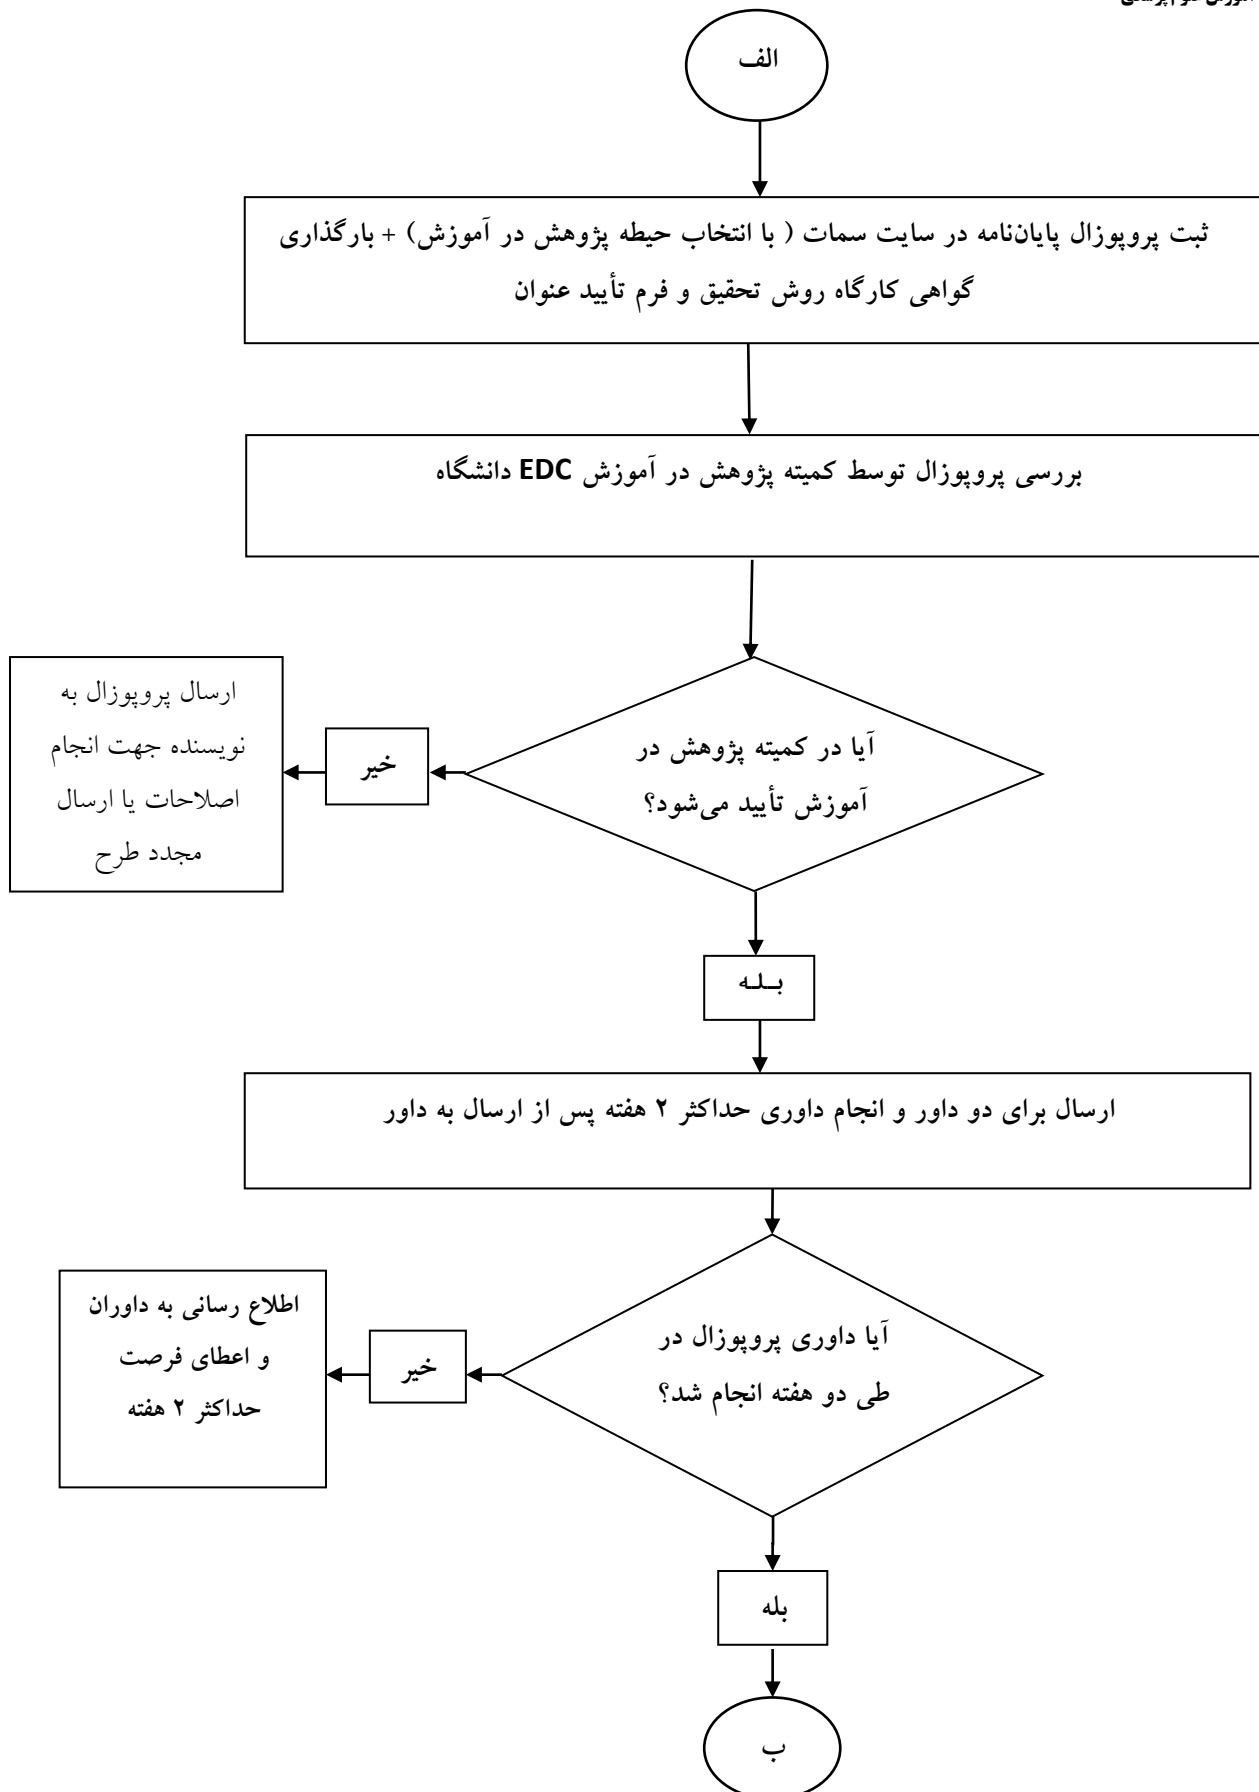 الف
ثبت پروپوزال پایان‌نامه در سایت سمات ( با انتخاب حیطه پژوهش در آموزش) + بارگذاری
گواهی کارگاه روش تحقیق و فرم تأیید عنوان
بررسی پروپوزال توسط کمیته پژوهش در آموزش EDC دانشگاه
آیا در کمیته پژوهش در
آموزش تأیید می‌شود؟
خیر
ارسال پروپوزال به
نویسنده جهت انجام
اصلاحات یا ارسال
مجدد طرح
بـلـه
ارسال برای دو داور و انجام داوری حداکثر ۲ هفته پس از ارسال به داور
آیا داوری پروپوزال در
طی دو هفته انجام شد؟
خیر
اطلاع رسانی به داوران
و اعطای فرصت
حداکثر ۲ هفته
بله
ب